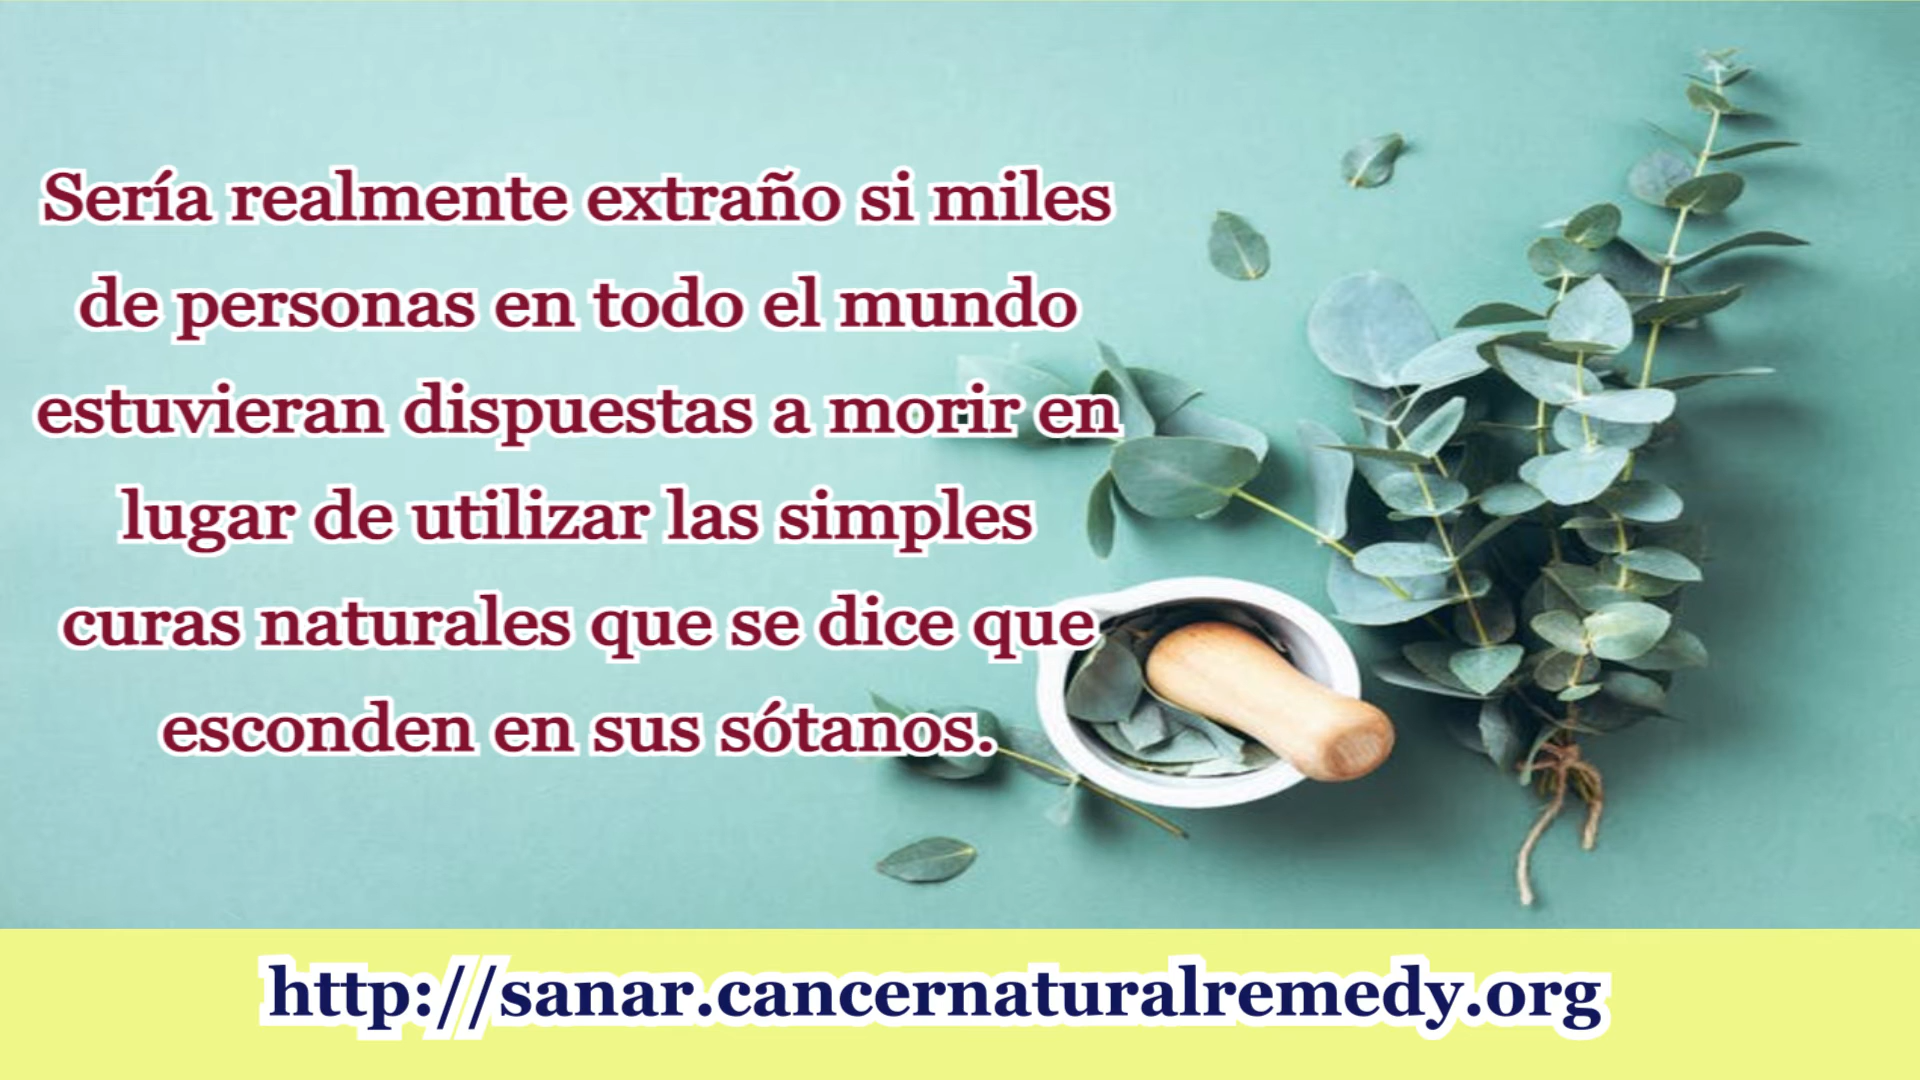 Sería realmente extraño si miles
de personas en todo el mundo
estuvieran dispuestas a morir en
lugar de utilizar las simples
curas naturales que se dice que
esconden en sus sótanos.
http://sanar.cancernaturalremedy.org